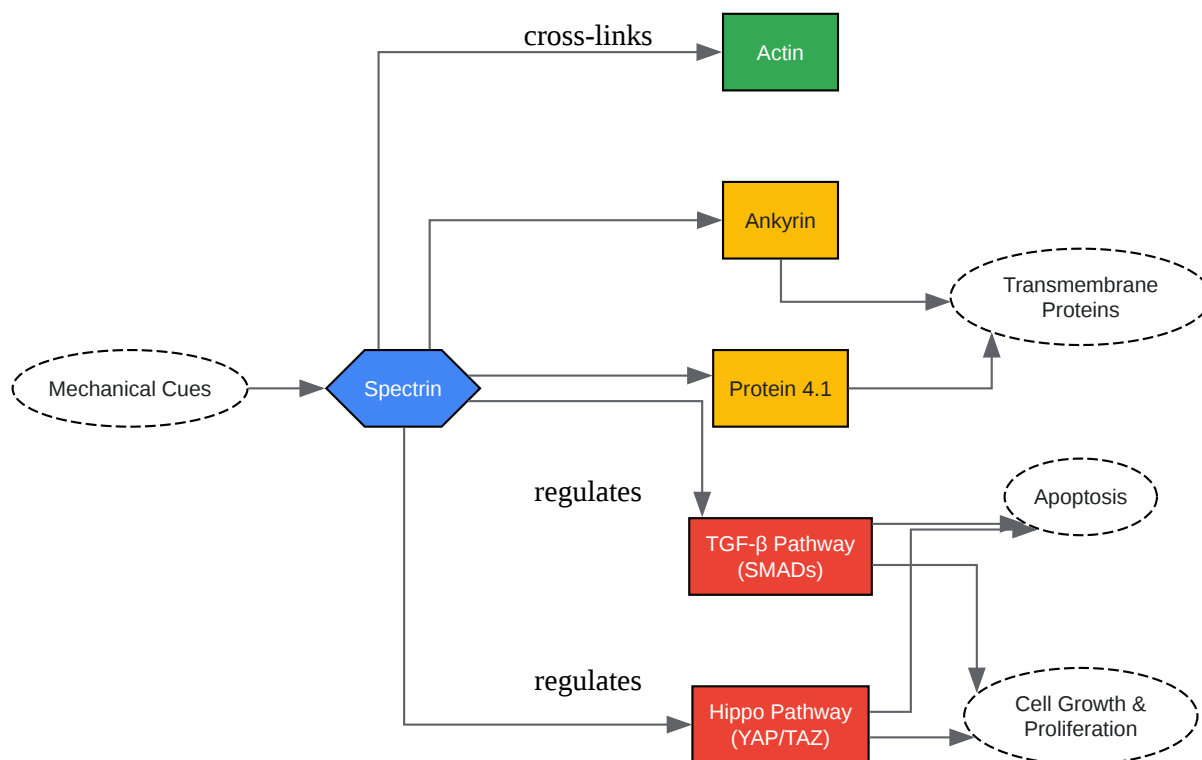 cross-links
Actin
Ankyrin
Transmembrane
Proteins
Mechanical Cues
Spectrin
Protein 4.1
regulates
Apoptosis
TGF-β Pathway
(SMADs)
regulates
Hippo Pathway
(YAP/TAZ)
Cell Growth &
Proliferation